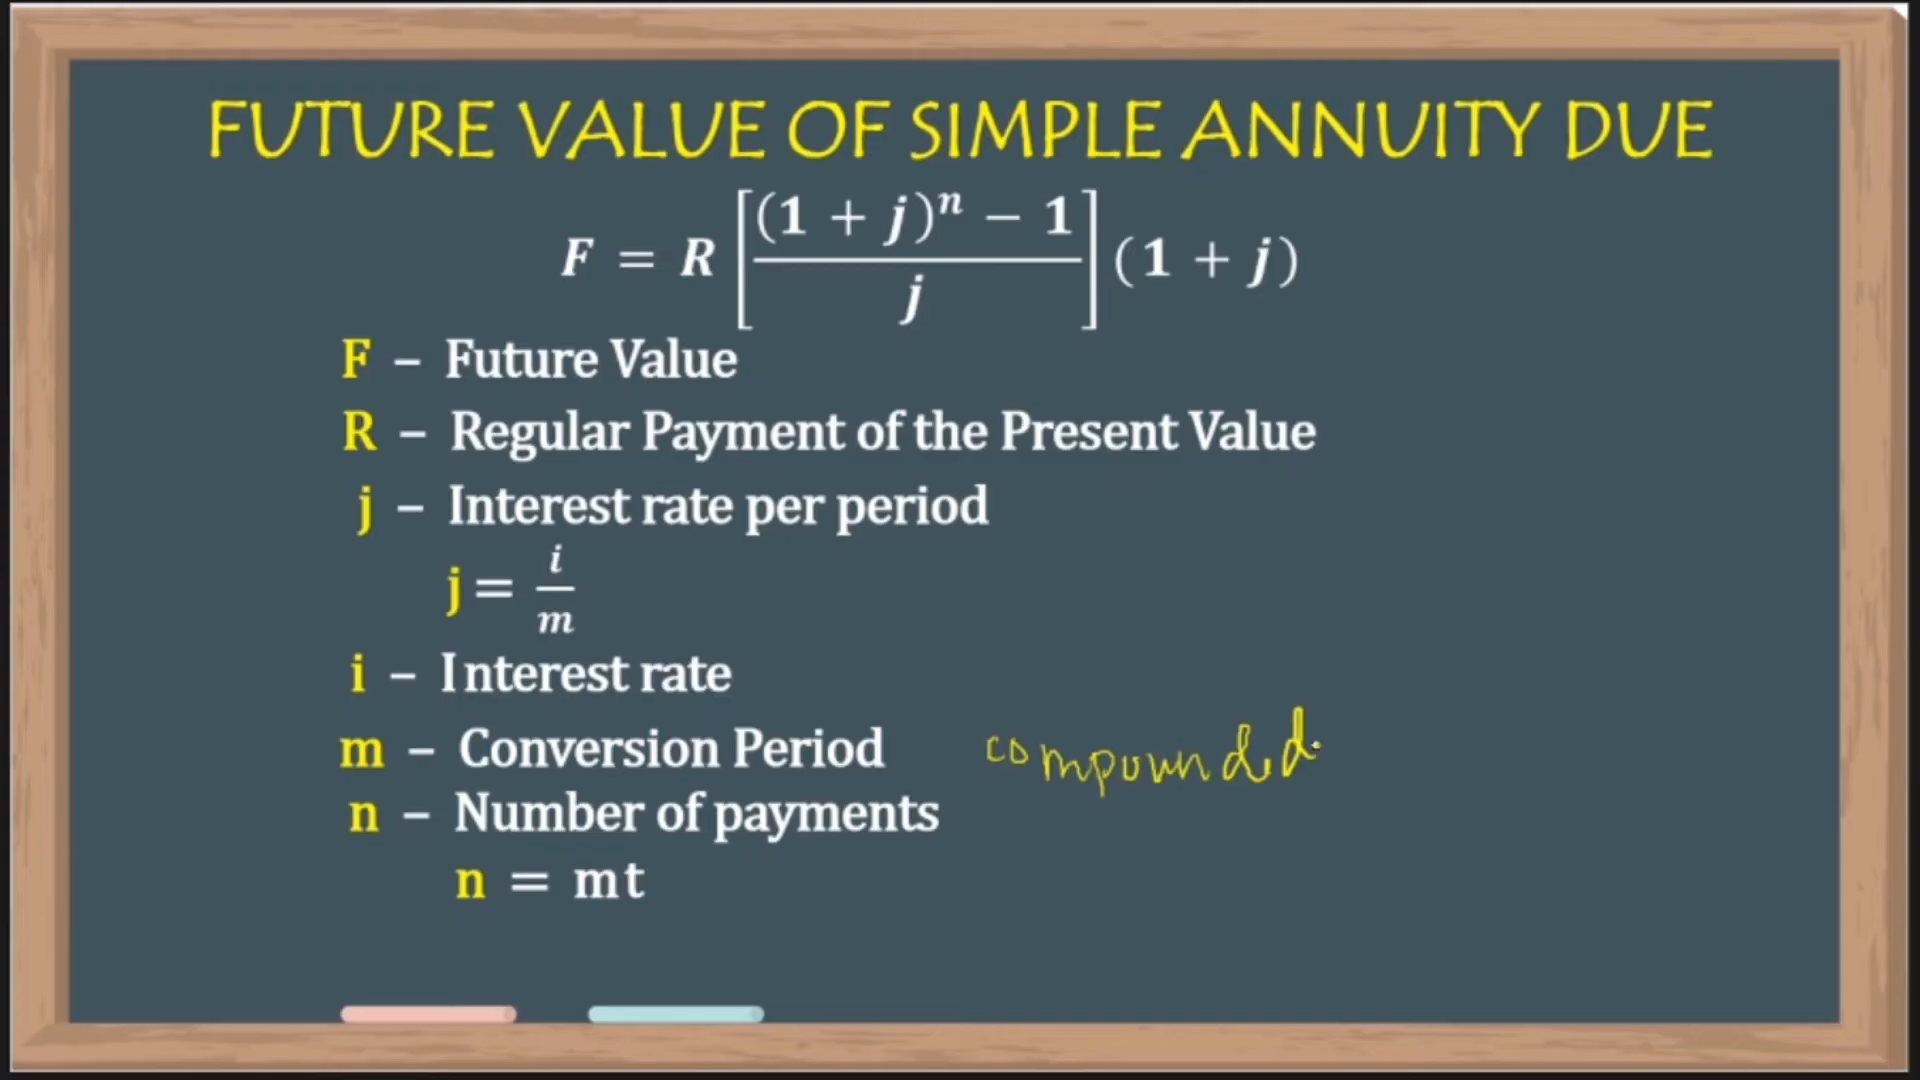 FUTURE VALUE OF SIMPLE ANNUITY DUE
F = R [((1 + j)^n − 1) / j] (1 + j)
F – Future Value
R – Regular Payment of the Present Value
j – Interest rate per period
j = i/m
i – Interest rate
m – Conversion Period compounded
n – Number of payments
n = mt